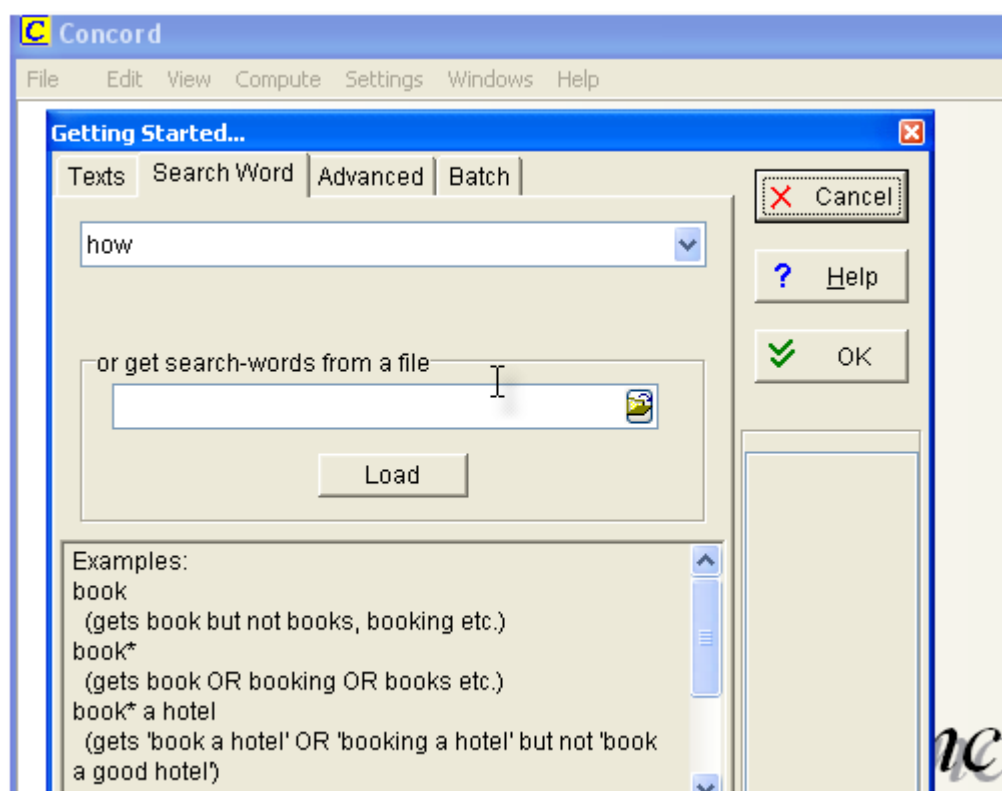 C Concord
File Edit View Compute Settings Windows Help
Getting Started...
Texts Search Word Advanced Batch
Cancel
how
? Help
or get search-words from a file
OK
Load
Examples:
book
(gets book but not books, booking etc.)
book*
(gets book OR booking OR books etc.)
book* a hotel
(gets 'book a hotel' OR 'booking a hotel' but not 'book
a good hotel')
nc